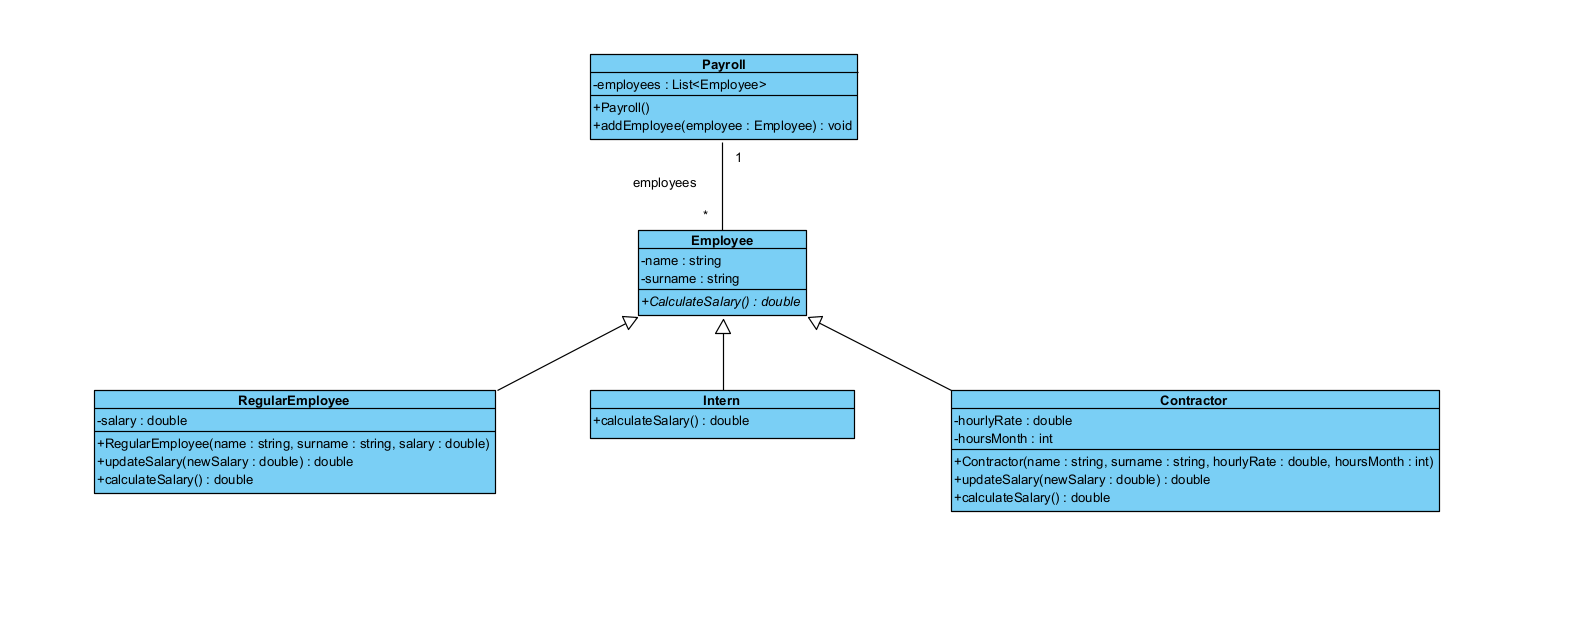 Payroll
-employees : List<Employee>
+Payroll()
+addEmployee(employee : Employee) : void
1
employees
*
Employee
-name : string
-surname : string
+CalculateSalary() : double
RegularEmployee
-salary : double
+RegularEmployee(name : string, surname : string, salary : double)
+updateSalary(newSalary : double) : double
+calculateSalary() : double
Intern
+calculateSalary() : double
Contractor
-hourlyRate : double
-hoursMonth : int
+Contractor(name : string, surname : string, hourlyRate : double, hoursMonth : int)
+updateSalary(newSalary : double) : double
+calculateSalary() : double